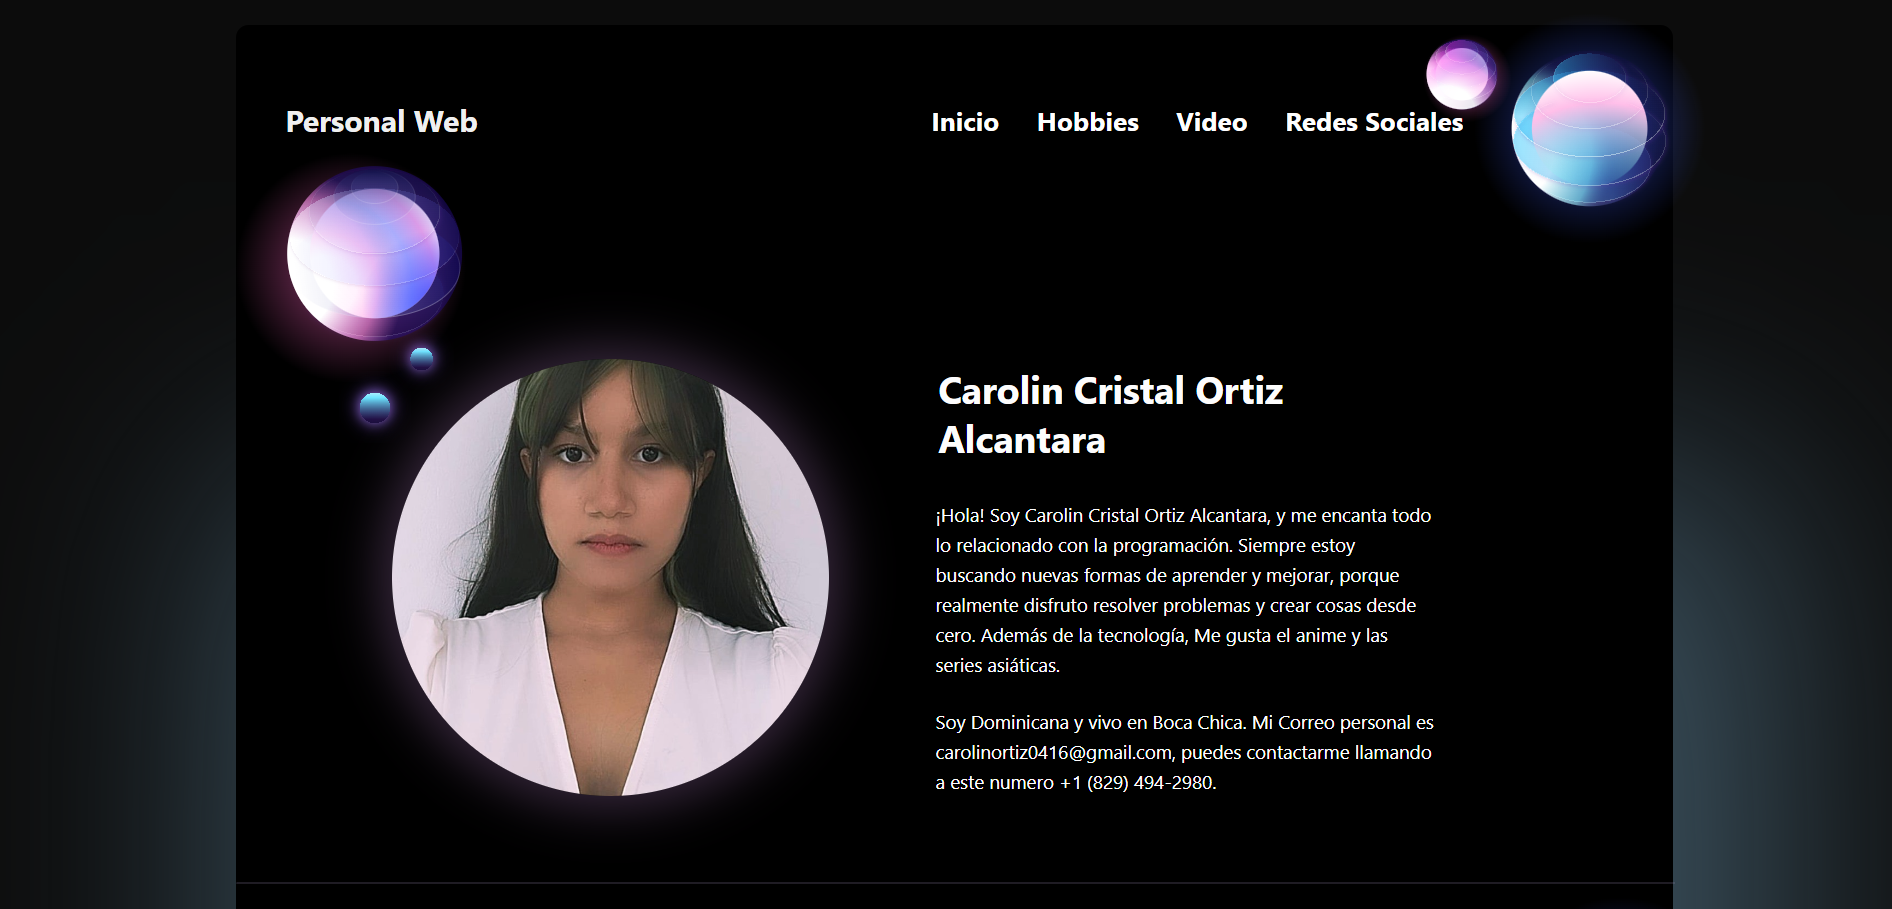 Personal Web
Inicio Hobbies Video Redes Sociales
Carolin Cristal Ortiz
Alcantara
¡Hola! Soy Carolin Cristal Ortiz Alcantara, y me encanta todo
lo relacionado con la programación. Siempre estoy
buscando nuevas formas de aprender y mejorar, porque
realmente disfruto resolver problemas y crear cosas desde
cero. Además de la tecnología, Me gusta el anime y las
series asiáticas.
Soy Dominicana y vivo en Boca Chica. Mi Correo personal es
carolinortiz0416@gmail.com, puedes contactarme llamando
a este numero +1 (829) 494-2980.